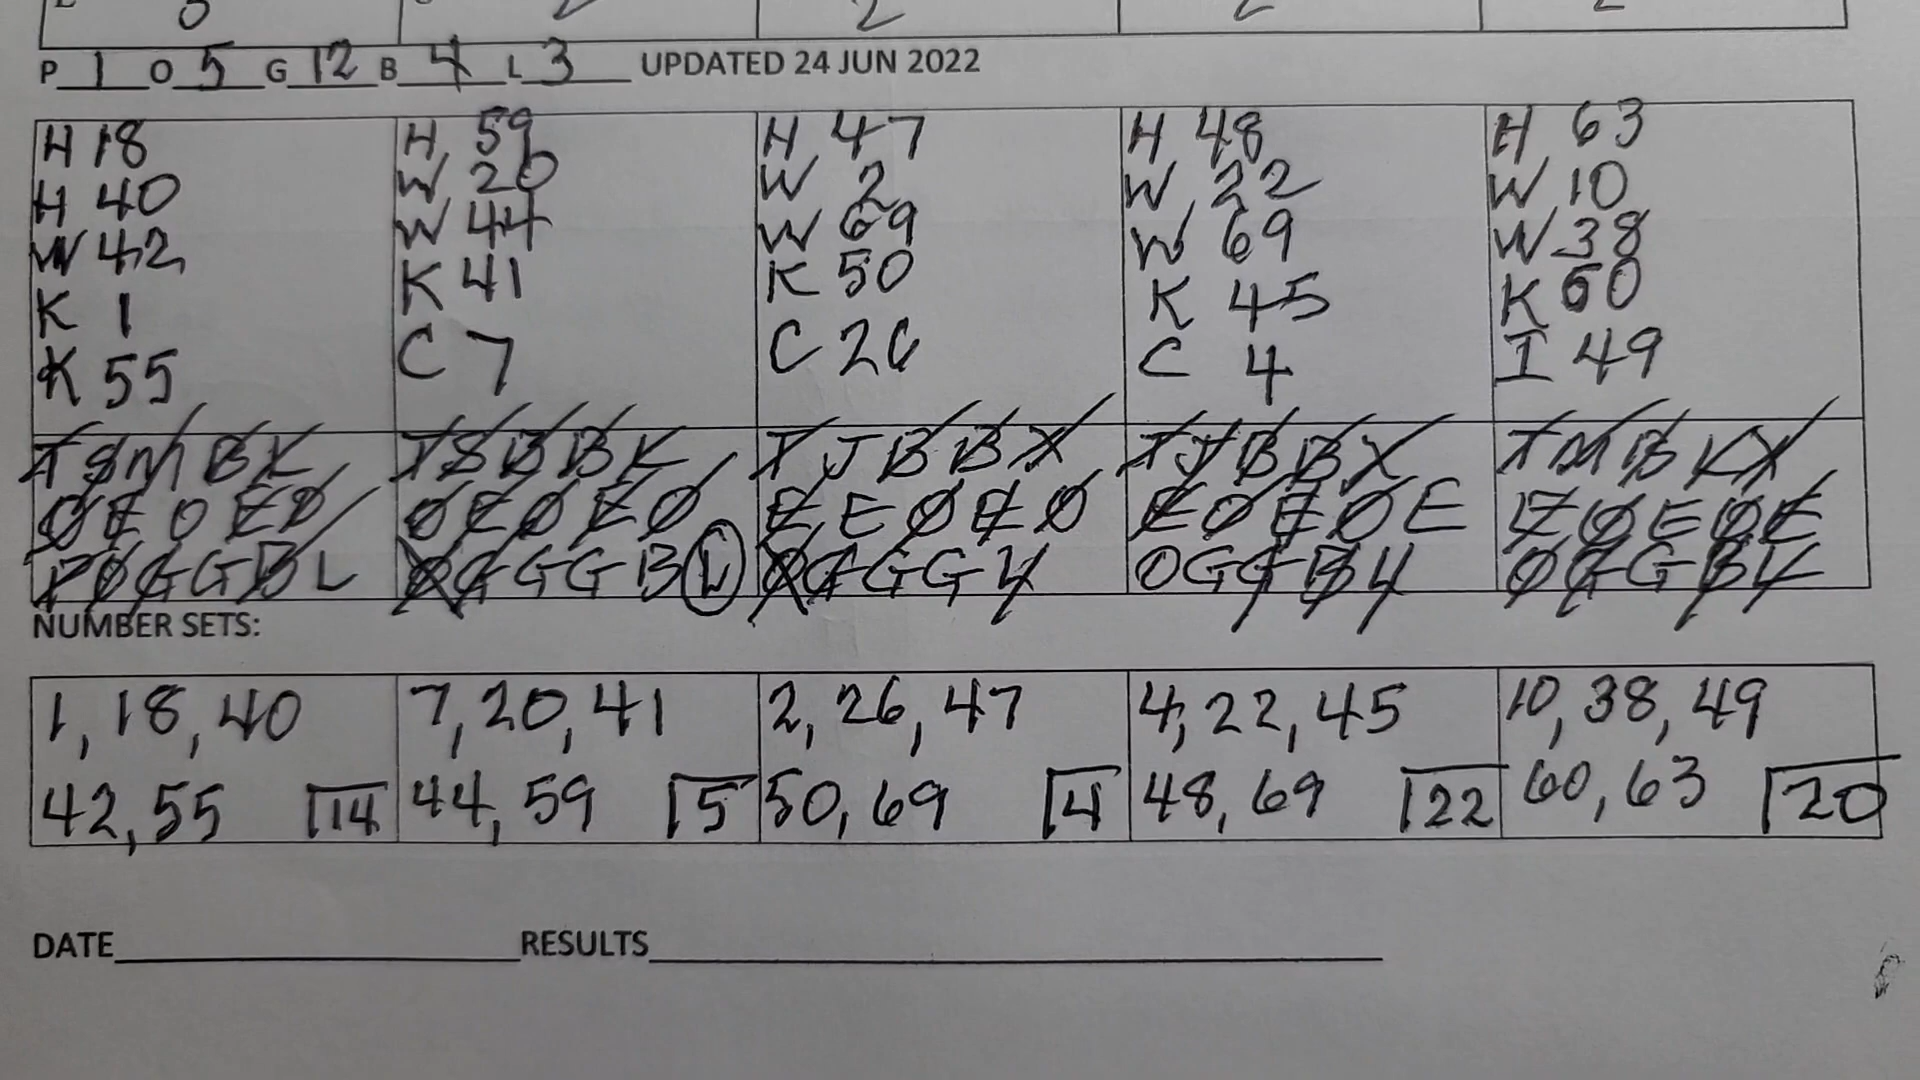 P 1 O 5 G 12 B 4 L 3 UPDATED 24 JUN 2022
H 18
H 40
W 42
K 1
K 55
H 59
W 20
W 44
K 41
C 7
H 47
W 2
W 69
K 50
C 26
H 48
W 22
W 69
K 45
C 4
H 63
W 10
W 38
K 60
I 49
T S M B K
O E O E O
P O G G B L
T S B B K
O E O E O
O G G G B L
T J B B X
E E O E O
O G G G L
T J B B X
E O E O E
O G G B L
T M B K X
E O E O E
O G G B L
NUMBER SETS:
1, 18, 40
42, 55 14
7, 20, 41
44, 59 5
2, 26, 47
50, 69 4
4, 22, 45
48, 69 22
10, 38, 49
60, 63 20
DATE RESULTS